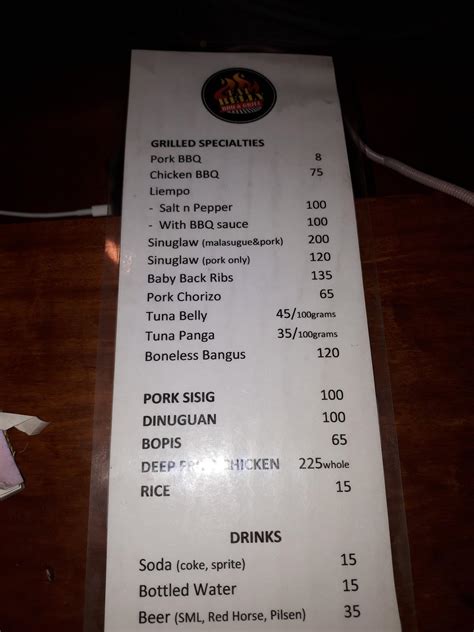 BELLY
GRILLED SPECIALTIES
Pork BBQ 8
Chicken BBQ 75
Liempo
- Salt n Pepper 100
- With BBQ sauce 100
Sinuglaw (malasugue&pork) 200
Sinuglaw (pork only) 120
Baby Back Ribs 135
Pork Chorizo 65
Tuna Belly 45/100grams
Tuna Panga 35/100grams
Boneless Bangus 120
PORK SISIG 100
DINUGUAN 100
BOPIS 65
DEEP CHICKEN 225whole
RICE 15
DRINKS
Soda (coke, sprite) 15
Bottled Water 15
Beer (SML, Red Horse, Pilsen) 35